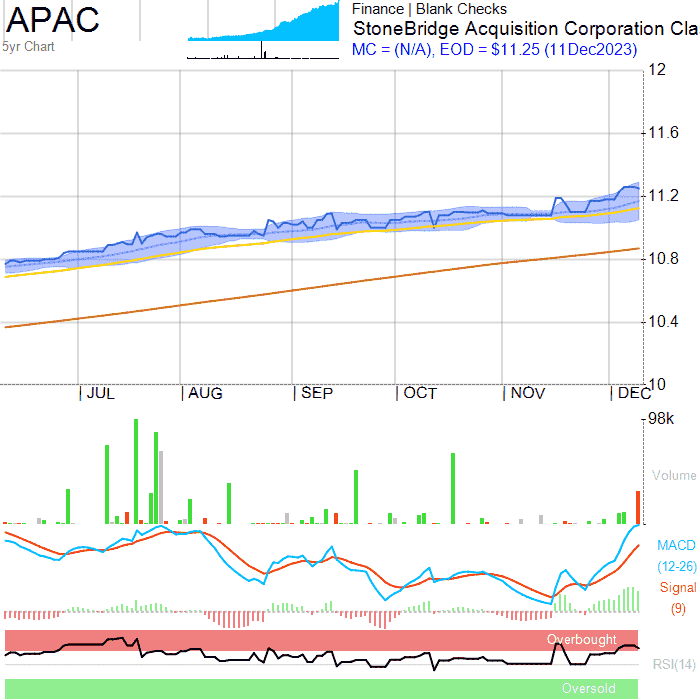 APAC
5yr Chart
Finance | Blank Checks
StoneBridge Acquisition Corporation Cla
MC = (N/A), EOD = $11.25 (11Dec2023)
12
11.6
11.2
10.8
10.4
10
JUL AUG SEP OCT NOV DEC
98k
Volume
MACD
(12-26)
Signal
(9)
Overbought
RSI(14)
Oversold